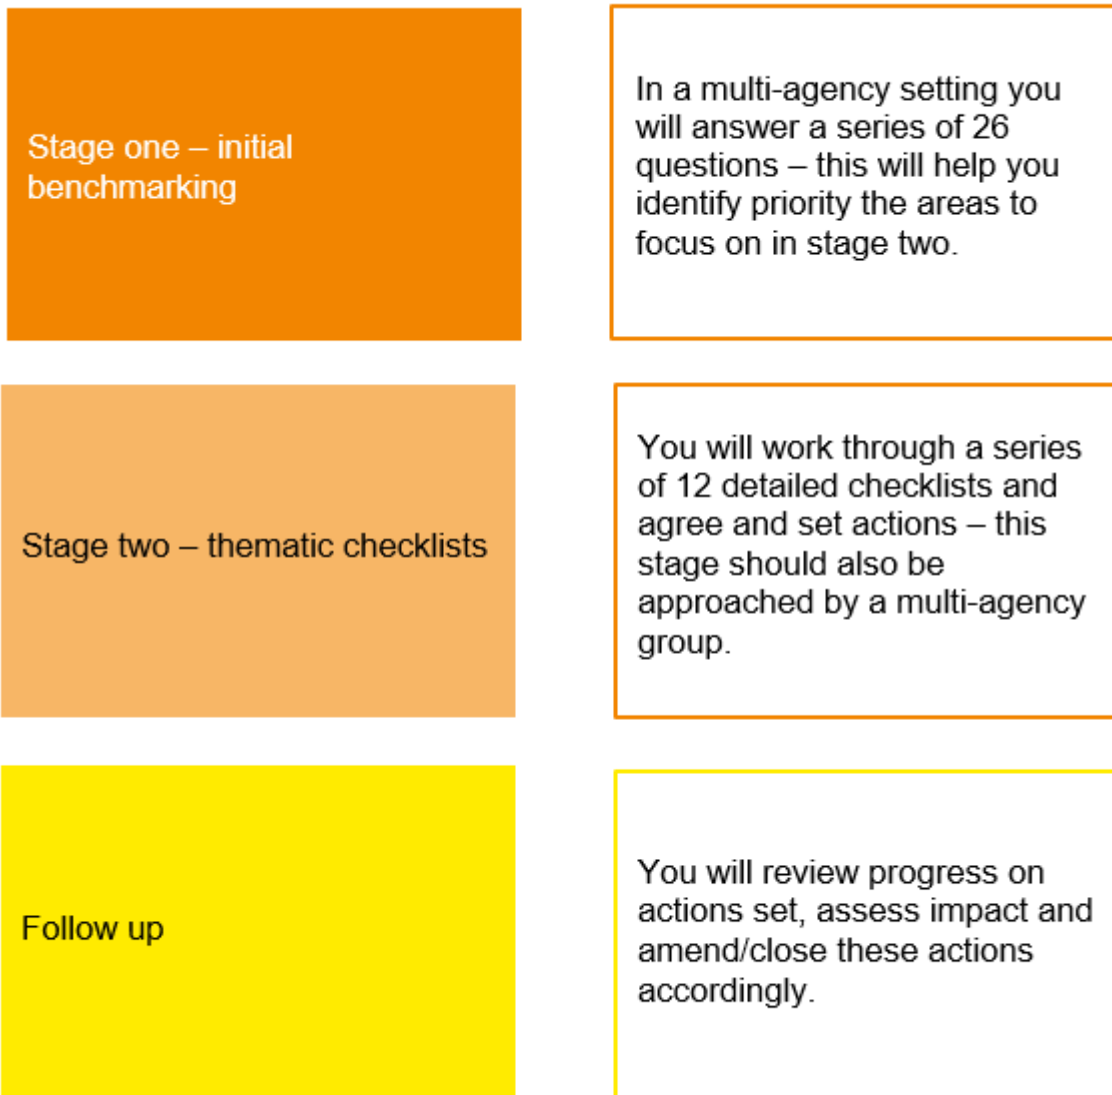 Stage one – initial
benchmarking
In a multi-agency setting you
will answer a series of 26
questions – this will help you
identify priority the areas to
focus on in stage two.
Stage two – thematic checklists
You will work through a series
of 12 detailed checklists and
agree and set actions – this
stage should also be
approached by a multi-agency
group.
Follow up
You will review progress on
actions set, assess impact and
amend/close these actions
accordingly.